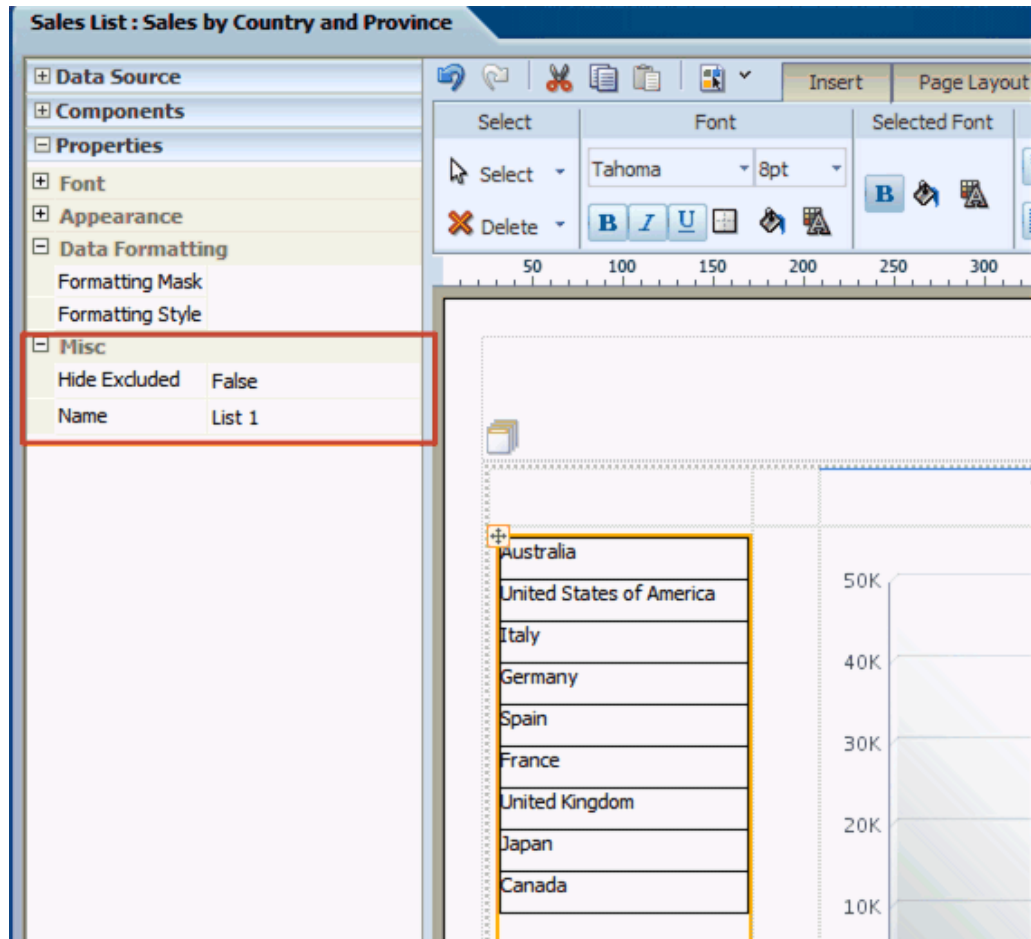 Sales List : Sales by Country and Province
Data Source
Components
Properties
Font
Appearance
Data Formatting
Formatting Mask
Formatting Style
Misc
Hide Excluded False
Name List 1
Insert Page Layout
Select Font Selected Font
Select Tahoma 8pt
B
Delete B I U
50 100 150 200 250 300
Australia
United States of America
Italy
Germany
Spain
France
United Kingdom
Japan
Canada
50K
40K
30K
20K
10K